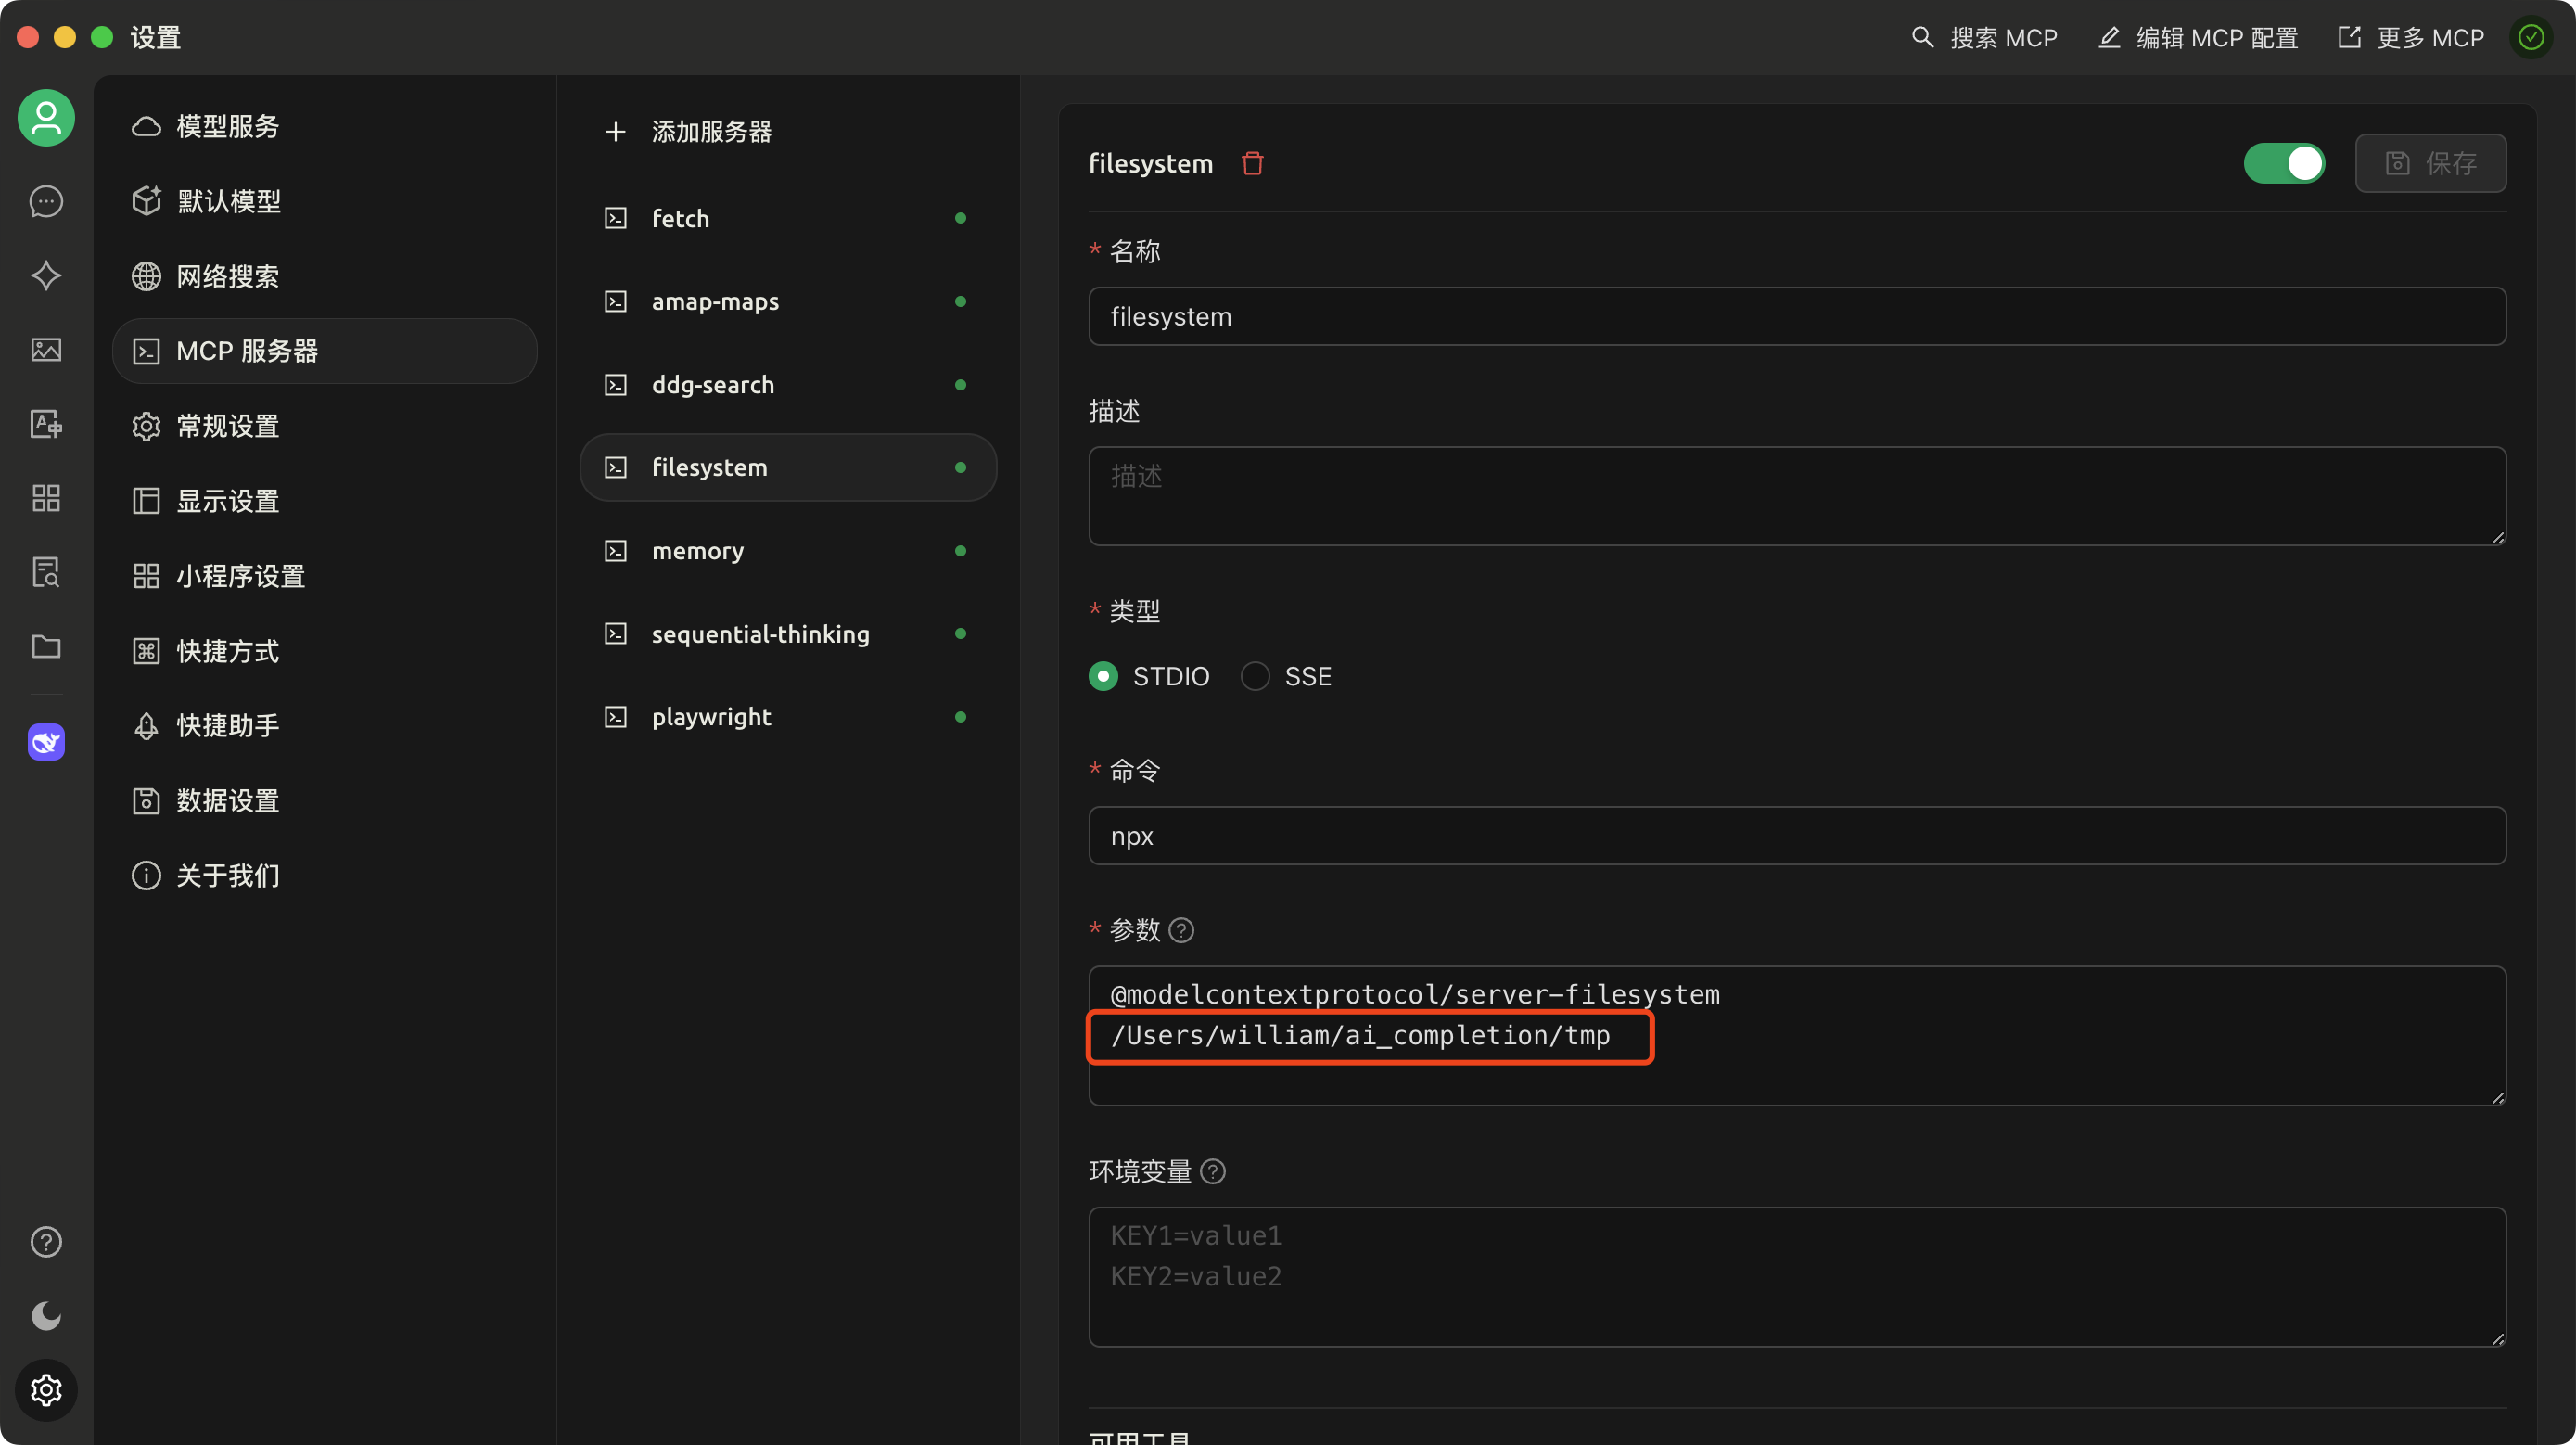 设置
搜索 MCP
编辑 MCP 配置
更多 MCP
模型服务
默认模型
网络搜索
MCP 服务器
常规设置
显示设置
小程序设置
快捷方式
快捷助手
数据设置
关于我们
添加服务器
fetch
amap-maps
ddg-search
filesystem
memory
sequential-thinking
playwright
filesystem
保存
* 名称
filesystem
描述
描述
* 类型
STDIO
SSE
* 命令
npx
* 参数
@modelcontextprotocol/server-filesystem
/Users/william/ai_completion/tmp
环境变量
KEY1=value1
KEY2=value2
可用工具